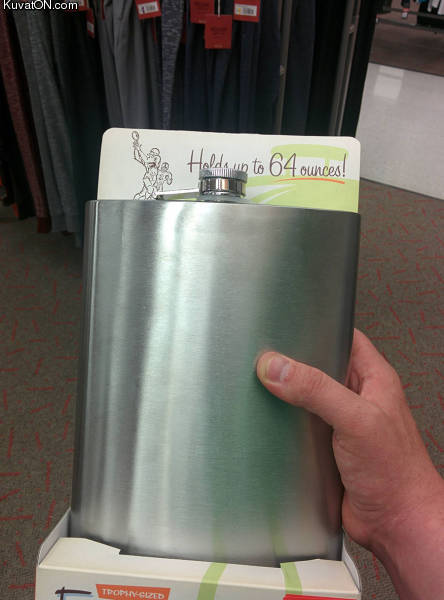 KuvatON.com
Holds up to 64 ounces!
TROPHY-SIZED